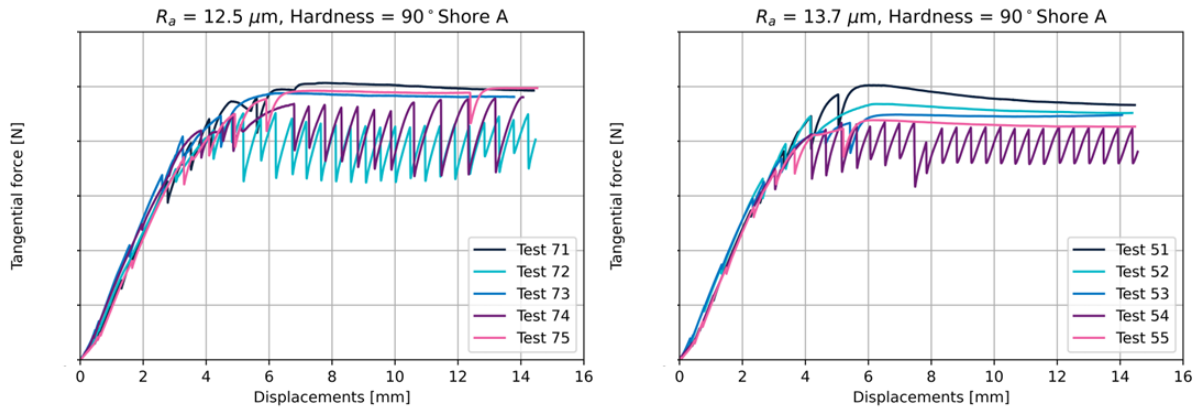 Rₐ = 12.5 μm, Hardness = 90°Shore A
Tangential force [N]
Test 71
Test 72
Test 73
Test 74
Test 75
0 2 4 6 8 10 12 14 16
Displacements [mm]
Rₐ = 13.7 μm, Hardness = 90°Shore A
Tangential force [N]
Test 51
Test 52
Test 53
Test 54
Test 55
0 2 4 6 8 10 12 14 16
Displacements [mm]